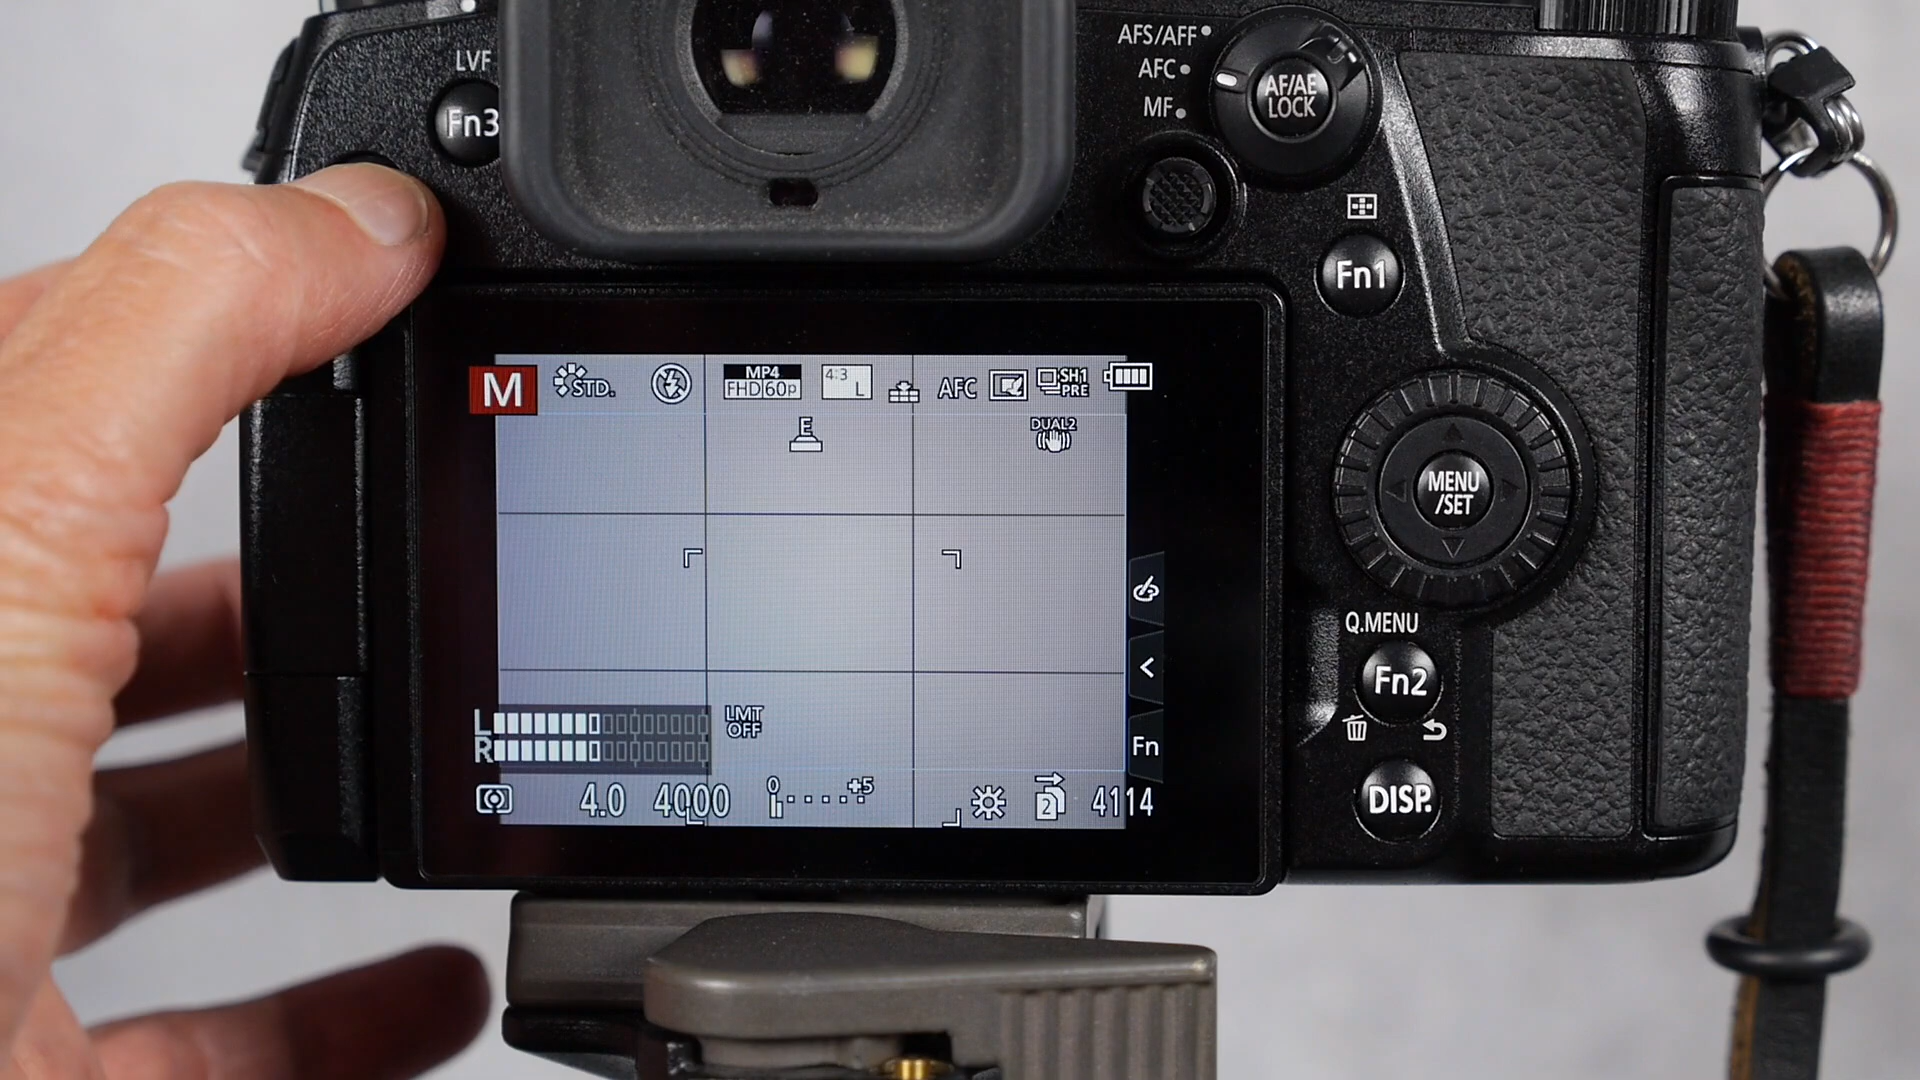 LVF
Fn3
AFS/AFF
AFC
MF
AF/AE
LOCK
Fn1
M
STD.
MP4
FHD 60p
4:3
L
AFC
SH1
PRE
E
DUAL2
MENU
/SET
Q.MENU
Fn2
L
R
LMT
OFF
Fn
4.0
4000
0
+5
2
4114
DISP.